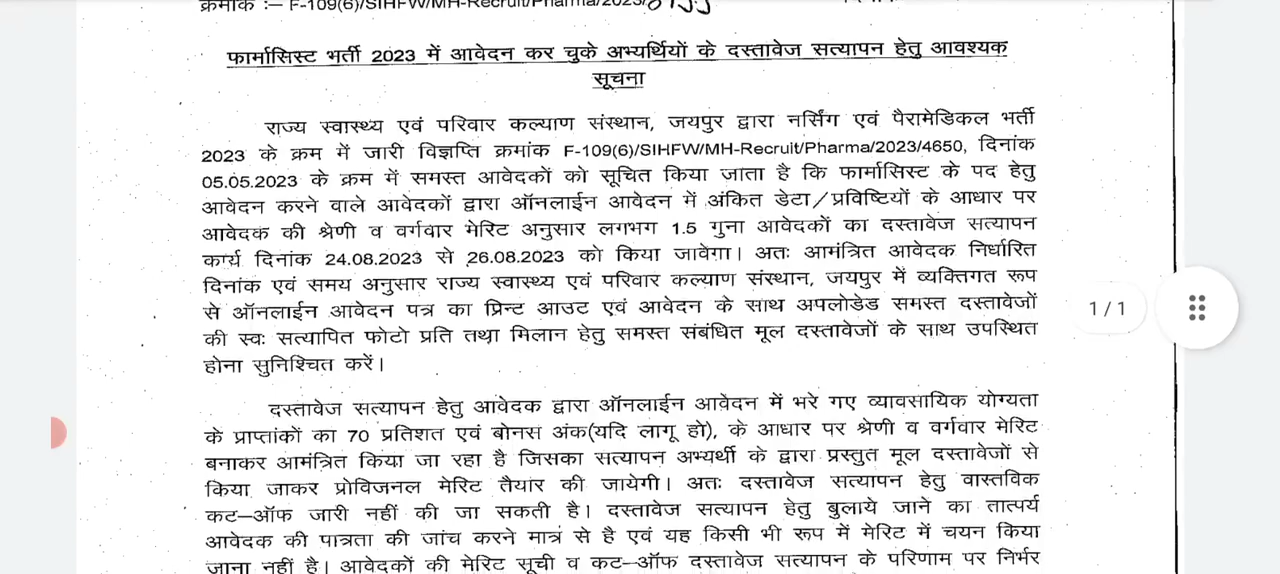 क्रमांक :– F-109(6)/SIHFW/MH-Recruit/Pharma/2023/
फार्मासिस्ट भर्ती 2023 में आवेदन कर चुके अभ्यर्थियों के दस्तावेज सत्यापन हेतु आवश्यक
सूचना
राज्य स्वास्थ्य एवं परिवार कल्याण संस्थान, जयपुर द्वारा नर्सिंग एवं पैरामेडिकल भर्ती
2023 के क्रम में जारी विज्ञप्ति क्रमांक F-109(6)/SIHFW/MH-Recruit/Pharma/2023/4650, दिनांक
05.05.2023 के क्रम में समस्त आवेदकों को सूचित किया जाता है कि फार्मासिस्ट के पद हेतु
आवेदन करने वाले आवेदकों द्वारा ऑनलाईन आवेदन में अंकित डेटा/प्रविष्टियों के आधार पर
आवेदक की श्रेणी व वर्गवार मेरिट अनुसार लगभग 1.5 गुना आवेदकों का दस्तावेज सत्यापन
कार्य दिनांक 24.08.2023 से 26.08.2023 को किया जावेगा। अतः आमंत्रित आवेदक निर्धारित
दिनांक एवं समय अनुसार राज्य स्वास्थ्य एवं परिवार कल्याण संस्थान, जयपुर में व्यक्तिगत रूप
से ऑनलाईन आवेदन पत्र का प्रिन्ट आउट एवं आवेदन के साथ अपलोडेड समस्त दस्तावेजों
की स्वः सत्यापित फोटो प्रति तथा मिलान हेतु समस्त संबंधित मूल दस्तावेजों के साथ उपस्थित
होना सुनिश्चित करें।
1/1
दस्तावेज सत्यापन हेतु आवेदक द्वारा ऑनलाईन आवेदन में भरे गए व्यावसायिक योग्यता
के प्राप्तांकों का 70 प्रतिशत एवं बोनस अंक(यदि लागू हो), के आधार पर श्रेणी व वर्गवार मेरिट
बनाकर आमंत्रित किया जा रहा है जिसका सत्यापन अभ्यर्थी के द्वारा प्रस्तुत मूल दस्तावेजों से
किया जाकर प्रोविजनल मेरिट तैयार की जायेगी। अतः दस्तावेज सत्यापन हेतु वास्तविक
कट–ऑफ जारी नहीं की जा सकती है। दस्तावेज सत्यापन हेतु बुलाये जाने का तात्पर्य
आवेदक की पात्रता की जांच करने मात्र से है एवं यह किसी भी रूप में मेरिट में चयन किया
जाना नहीं है। आवेदकों की मेरिट सूची व कट–ऑफ दस्तावेज सत्यापन के परिणाम पर निर्भर